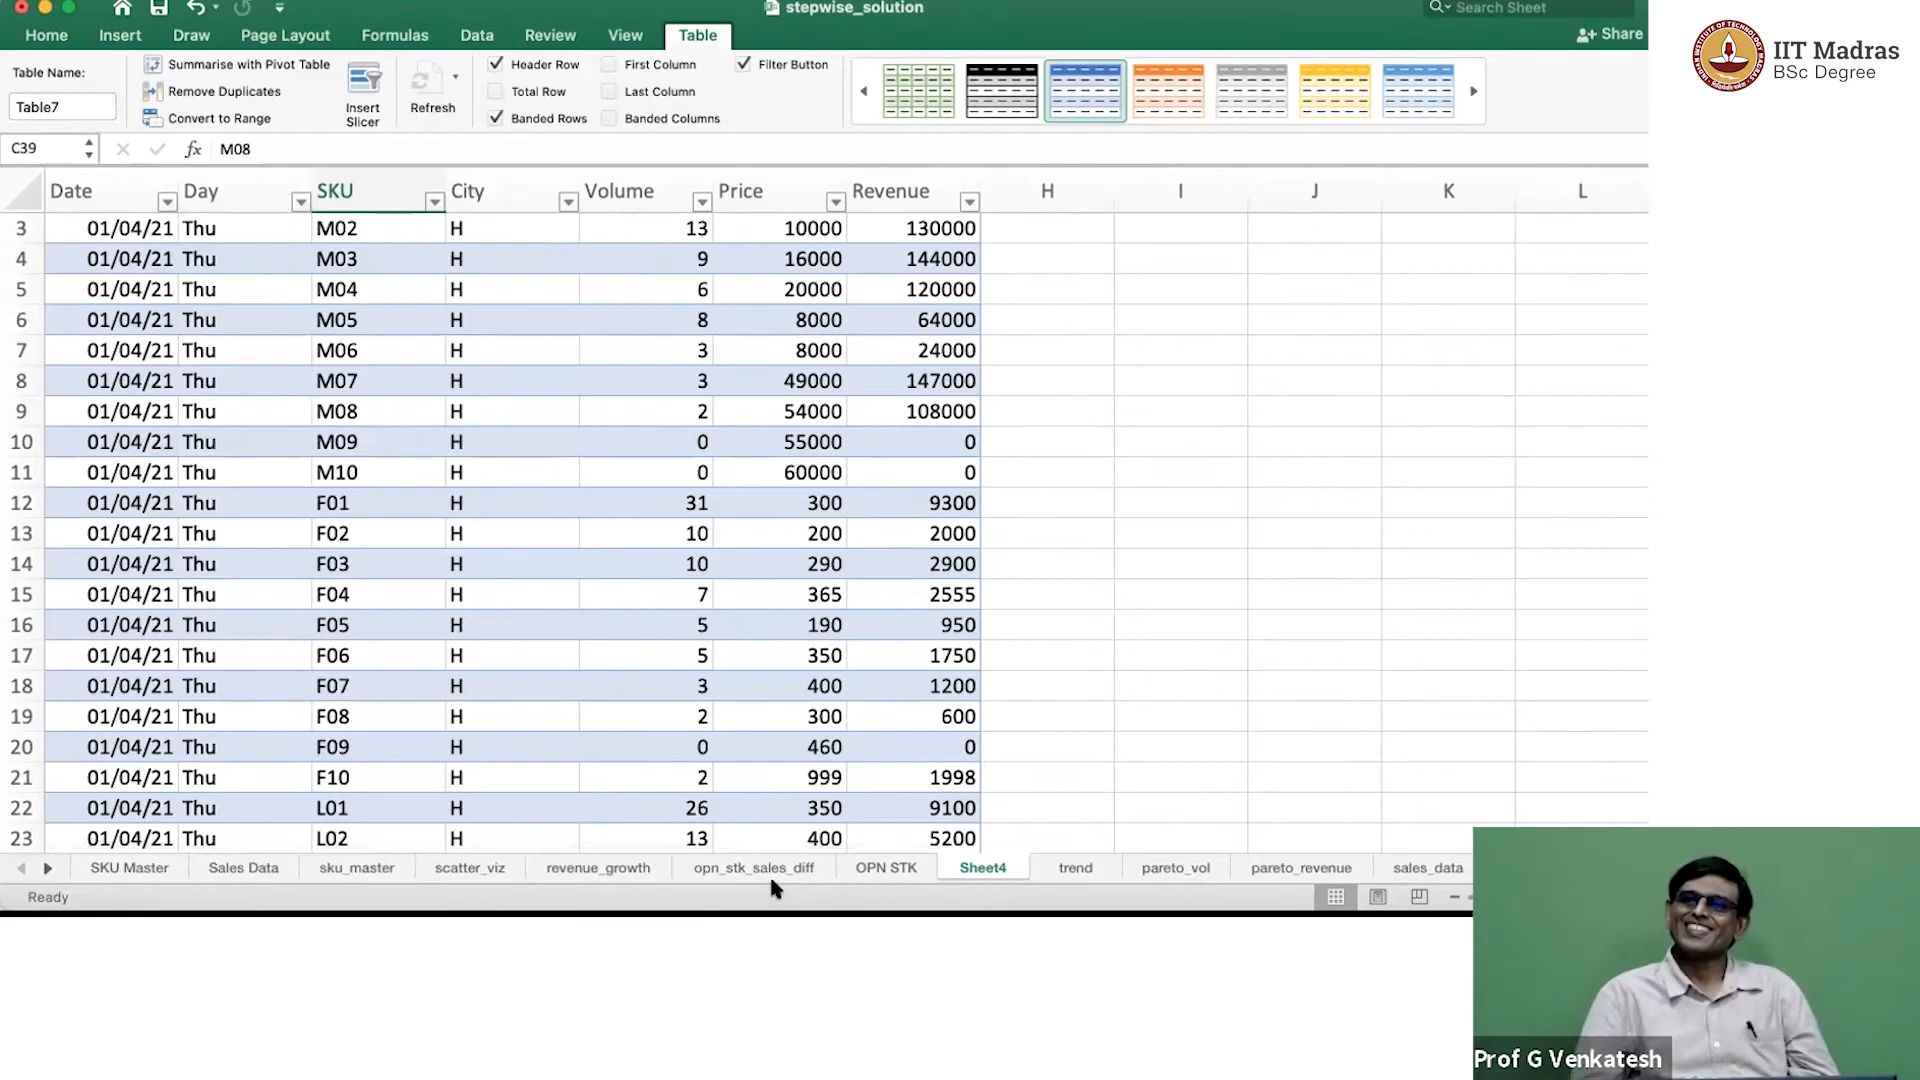 stepwise_solution
Search Sheet
Home Insert Draw Page Layout Formulas Data Review View Table
Share
IIT Madras
BSc Degree
Table Name:
Table7
Summarise with Pivot Table
Remove Duplicates
Convert to Range
Insert
Slicer
Refresh
Header Row First Column Filter Button
Total Row Last Column
Banded Rows Banded Columns
C39 fx M08
Date Day SKU City Volume Price Revenue H I J K L
3 01/04/21 Thu M02 H 13 10000 130000
4 01/04/21 Thu M03 H 9 16000 144000
5 01/04/21 Thu M04 H 6 20000 120000
6 01/04/21 Thu M05 H 8 8000 64000
7 01/04/21 Thu M06 H 3 8000 24000
8 01/04/21 Thu M07 H 3 49000 147000
9 01/04/21 Thu M08 H 2 54000 108000
10 01/04/21 Thu M09 H 0 55000 0
11 01/04/21 Thu M10 H 0 60000 0
12 01/04/21 Thu F01 H 31 300 9300
13 01/04/21 Thu F02 H 10 200 2000
14 01/04/21 Thu F03 H 10 290 2900
15 01/04/21 Thu F04 H 7 365 2555
16 01/04/21 Thu F05 H 5 190 950
17 01/04/21 Thu F06 H 5 350 1750
18 01/04/21 Thu F07 H 3 400 1200
19 01/04/21 Thu F08 H 2 300 600
20 01/04/21 Thu F09 H 0 460 0
21 01/04/21 Thu F10 H 2 999 1998
22 01/04/21 Thu L01 H 26 350 9100
23 01/04/21 Thu L02 H 13 400 5200
SKU Master Sales Data sku_master scatter_viz revenue_growth opn_stk_sales_diff OPN STK Sheet4 trend pareto_vol pareto_revenue sales_data
Ready
Prof G Venkatesh